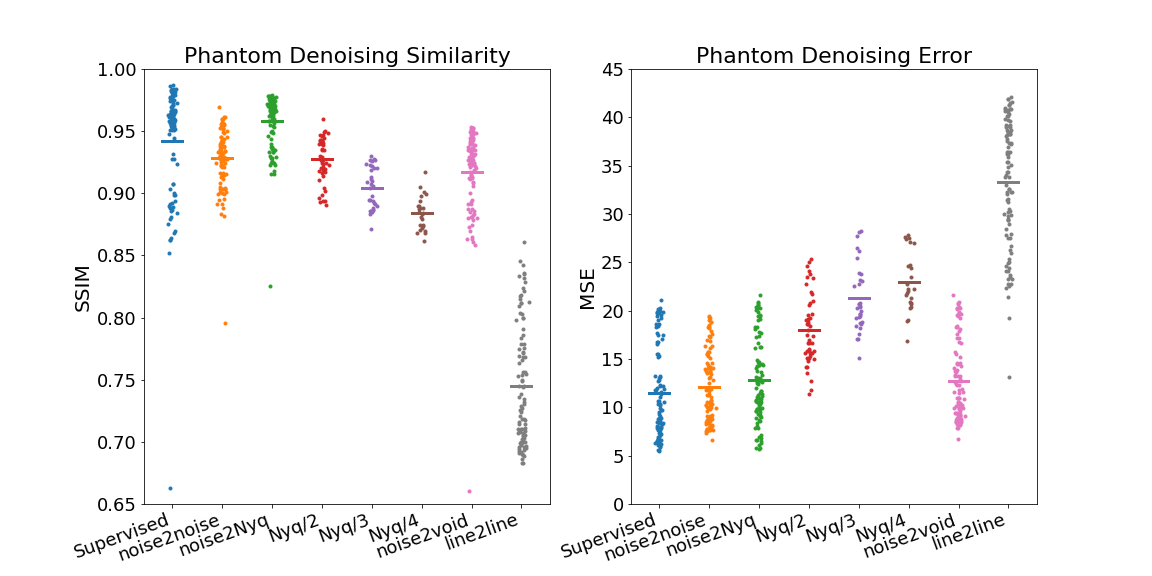 Phantom Denoising Similarity
SSIM
1.00
0.95
0.90
0.85
0.80
0.75
0.70
0.65
Supervised
noise2noise
noise2Nyq
Nyq/2
Nyq/3
Nyq/4
noise2void
line2line
Phantom Denoising Error
MSE
45
40
35
30
25
20
15
10
5
0
Supervised
noise2noise
noise2Nyq
Nyq/2
Nyq/3
Nyq/4
noise2void
line2line